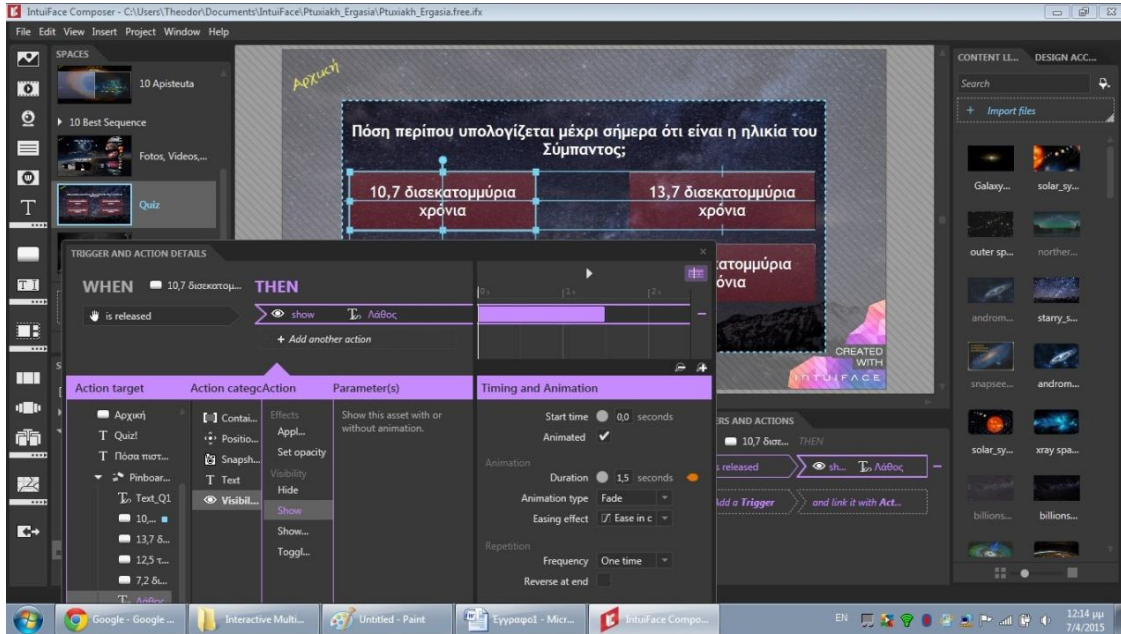 IntuiFace Composer - C:\Users\Theodor\Documents\IntuiFace\Ptuxiakh_Ergasia\Ptuxiakh_Ergasia.free.ifx
File Edit View Insert Project Window Help
SPACES
10 Apisteuta
10 Best Sequence
Fotos, Videos,...
Quiz
Αρχική
Πόση περίπου υπολογίζεται μέχρι σήμερα ότι είναι η ηλικία του
Σύμπαντος;
10,7 δισεκατομμύρια
χρόνια
13,7 δισεκατομμύρια
χρόνια
ατομμύρια
όνια
CREATED
WITH
INTUIFACE
CONTENT LI... DESIGN ACC...
Search
+ Import files
Galaxy... solar_sy...
outer sp... norther...
androm... starry_s...
snapsee... androm...
solar_sy... xray spa...
billions... billions...
TRIGGER AND ACTION DETAILS
WHEN 10,7 δισεκατομ... THEN
is released
show Λάθος
+ Add another action
0s 1s 2s
Action target
Αρχική
T Quiz!
T Πόσα πιστ...
Pinboar...
Text_Q1
10,...
13,7 δ...
12,5 τ...
7,2 δι...
Λάθος
Action categc
Contai...
Positio...
Snapsh...
T Text
Visibil...
Action
Effects
Appl...
Set opacity
Visibility
Hide
Show
Show...
Toggl...
Parameter(s)
Show this asset with or
without animation.
Timing and Animation
Start time 0,0 seconds
Animated
Animation
Duration 1,5 seconds
Animation type Fade
Easing effect Ease in c
Repetition
Frequency One time
Reverse at end
ERS AND ACTIONS
10,7 δισε... THEN
s released sh... Λάθος
Add a Trigger and link it with Act...
Google - Google ...
Interactive Multi...
Untitled - Paint
Έγγραφο1 - Micr...
IntuiFace Compo...
EN
12:14 μμ
7/4/2015